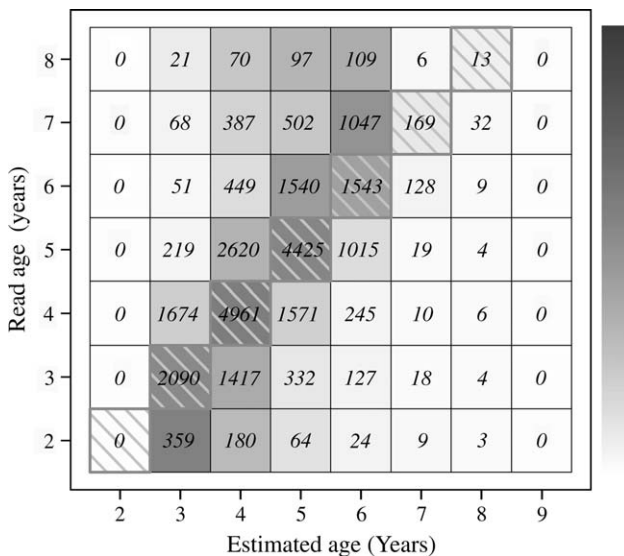 Read age (years)
8 0 21 70 97 109 6 13 0
7 0 68 387 502 1047 169 32 0
6 0 51 449 1540 1543 128 9 0
5 0 219 2620 4425 1015 19 4 0
4 0 1674 4961 1571 245 10 6 0
3 0 2090 1417 332 127 18 4 0
2 0 359 180 64 24 9 3 0
2 3 4 5 6 7 8 9
Estimated age (Years)